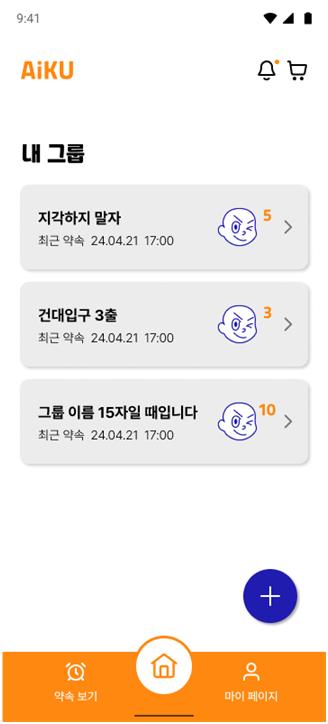 9:41
AiKU
내 그룹
지각하지 말자
최근 약속 24.04.21 17:00
5
건대입구 3출
최근 약속 24.04.21 17:00
3
그룹 이름 15자일 때입니다
최근 약속 24.04.21 17:00
10
약속 보기
마이 페이지